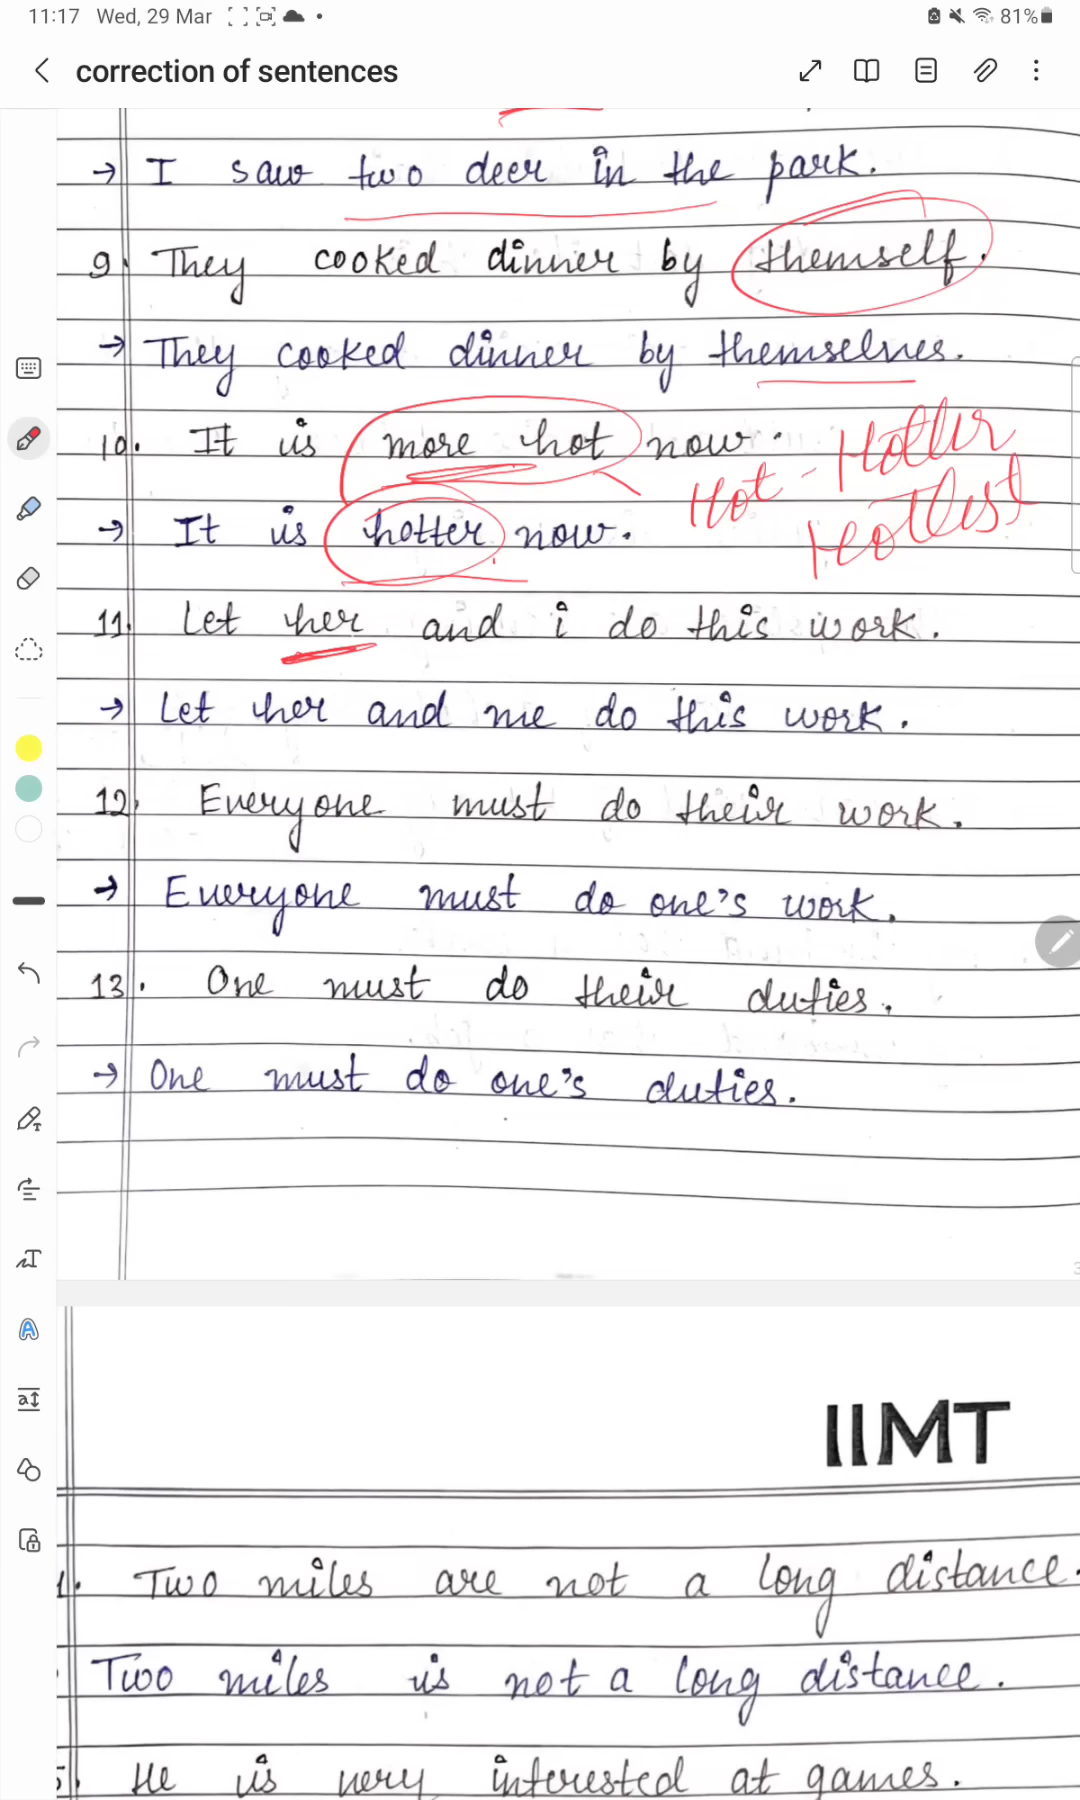 11:17 Wed, 29 Mar 81%
correction of sentences
→ I saw two deer in the park.
9. They cooked dinner by themself.
→ They cooked dinner by themselves.
10. It is more hot now.
Hot - Hotter
Hottest
→ It is hotter now.
11. Let her and i do this work.
→ Let her and me do this work.
12. Everyone must do their work.
→ Everyone must do one's work.
13. One must do their duties.
→ One must do one's duties.
3
IIMT
1. Two miles are not a long distance.
Two miles is not a long distance.
5. He is very interested at games.